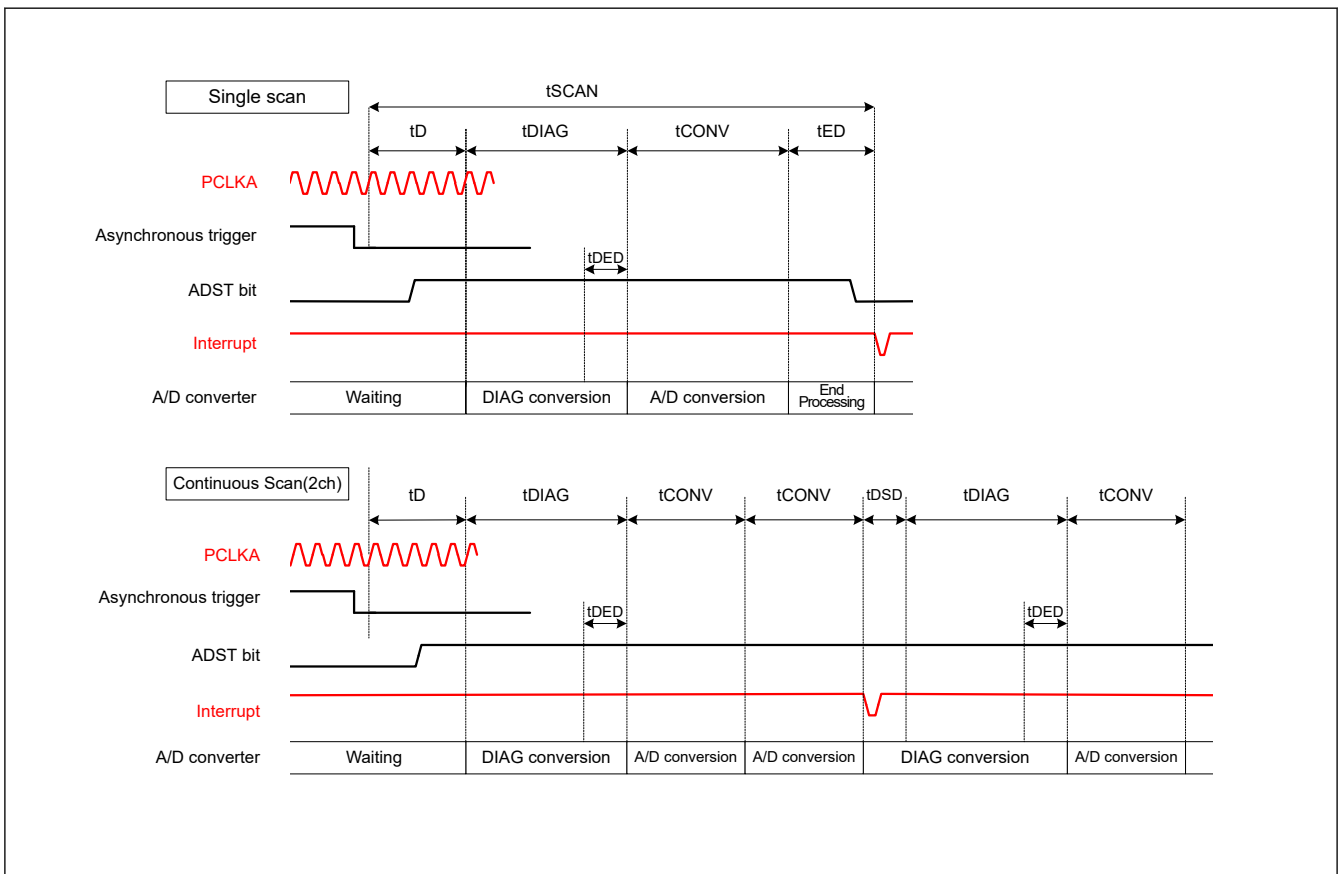 Single scan
tSCAN
tD tDIAG tCONV tED
PCLKA
Asynchronous trigger
tDED
ADST bit
Interrupt
A/D converter Waiting DIAG conversion A/D conversion End
Processing
Continuous Scan(2ch)
tD tDIAG tCONV tCONV tDSD tDIAG tCONV
PCLKA
Asynchronous trigger
tDED tDED
ADST bit
Interrupt
A/D converter Waiting DIAG conversion A/D conversion A/D conversion DIAG conversion A/D conversion